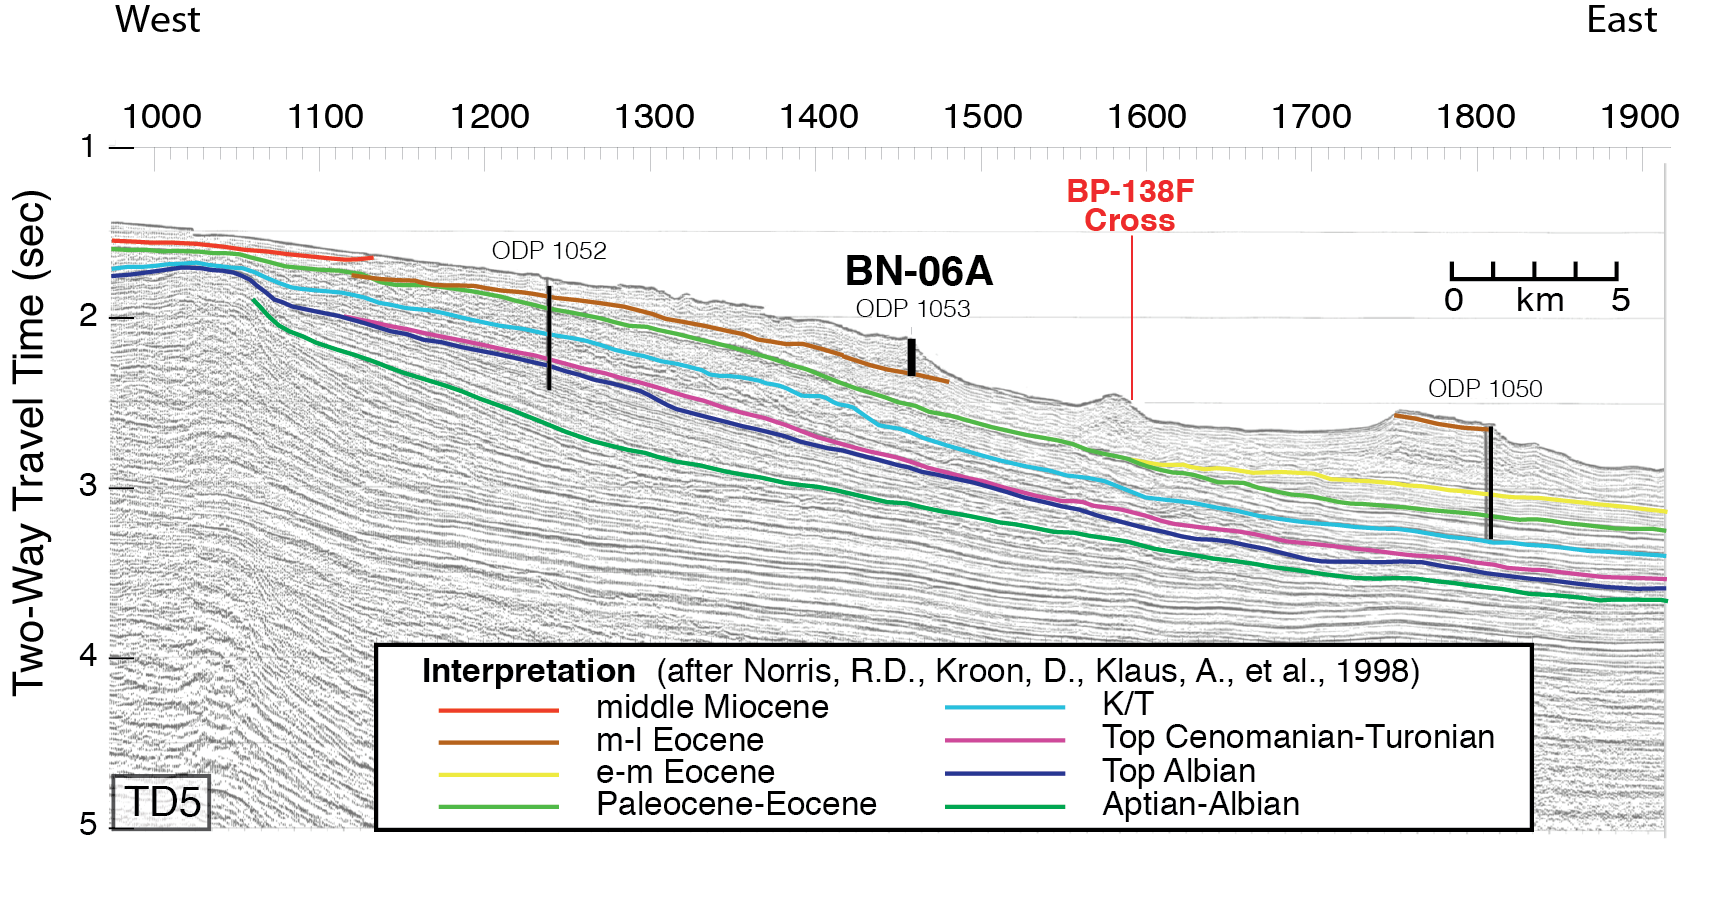 West
East
1000 1100 1200 1300 1400 1500 1600 1700 1800 1900
1
BP-138F
Cross
ODP 1052
BN-06A
ODP 1053
0 km 5
2
ODP 1050
3
4
5
Two-Way Travel Time (sec)
Interpretation (after Norris, R.D., Kroon, D., Klaus, A., et al., 1998)
middle Miocene
m-l Eocene
e-m Eocene
Paleocene-Eocene
K/T
Top Cenomanian-Turonian
Top Albian
Aptian-Albian
TD5